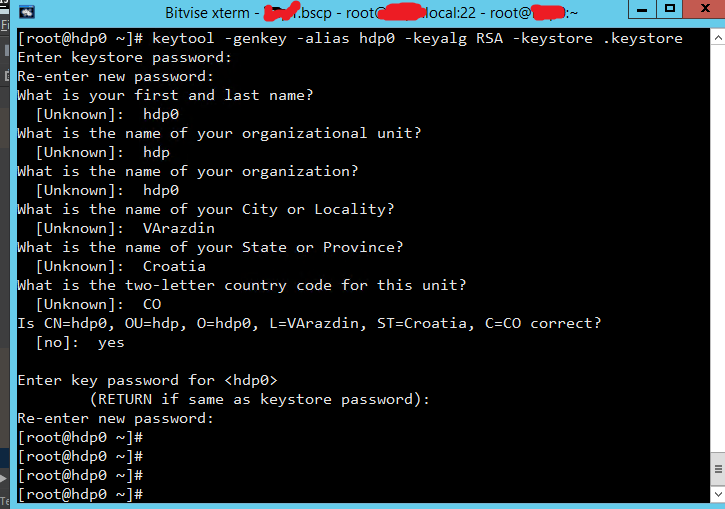 Bitvise xterm - .bscp - root@ local:22 - root@ :~
[root@hdp0 ~]# keytool -genkey -alias hdp0 -keyalg RSA -keystore .keystore
Enter keystore password:
Re-enter new password:
What is your first and last name?
[Unknown]: hdp0
What is the name of your organizational unit?
[Unknown]: hdp
What is the name of your organization?
[Unknown]: hdp0
What is the name of your City or Locality?
[Unknown]: VArazdin
What is the name of your State or Province?
[Unknown]: Croatia
What is the two-letter country code for this unit?
[Unknown]: CO
Is CN=hdp0, OU=hdp, O=hdp0, L=VArazdin, ST=Croatia, C=CO correct?
[no]: yes
Enter key password for <hdp0>
(RETURN if same as keystore password):
Re-enter new password:
[root@hdp0 ~]#
[root@hdp0 ~]#
[root@hdp0 ~]#
[root@hdp0 ~]#